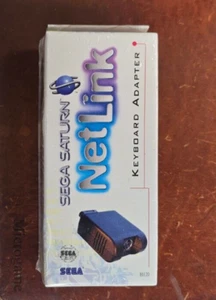 SEGA SATURN
NetLink
KEYBOARD ADAPTER
SEGA